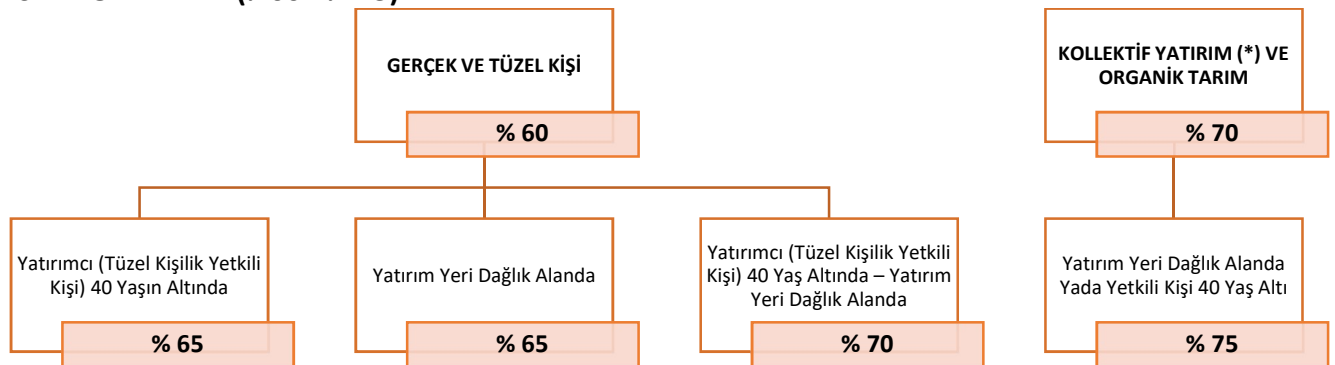 GERÇEK VE TÜZEL KİŞİ
% 60
KOLLEKTİF YATIRIM (*) VE
ORGANİK TARIM
% 70
Yatırımcı (Tüzel Kişilik Yetkili
Kişi) 40 Yaşın Altında
% 65
Yatırım Yeri Dağlık Alanda
% 65
Yatırımcı (Tüzel Kişilik Yetkili
Kişi) 40 Yaş Altında – Yatırım
Yeri Dağlık Alanda
% 70
Yatırım Yeri Dağlık Alanda
Yada Yetkili Kişi 40 Yaş Altı
% 75